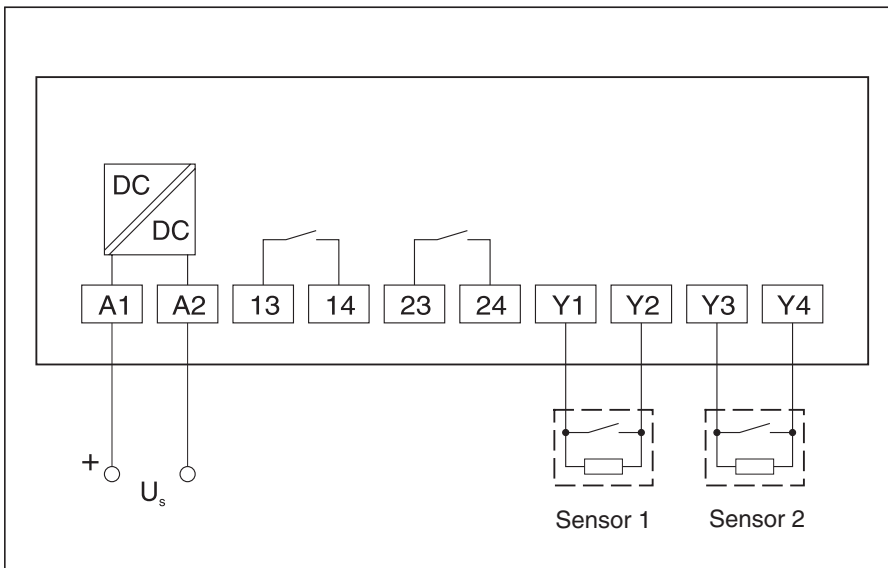 DC
DC
A1 A2 13 14 23 24 Y1 Y2 Y3 Y4
+
Us
Sensor 1 Sensor 2